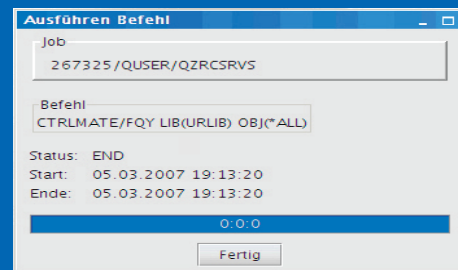 Ausführen Befehl
Job
267325/QUSER/QZRCSRVS
Befehl
CTRLMATE/FQY LIB(URLIB) OBJ(*ALL)
Status: END
Start: 05.03.2007 19:13:20
Ende: 05.03.2007 19:13:20
0:0:0
Fertig